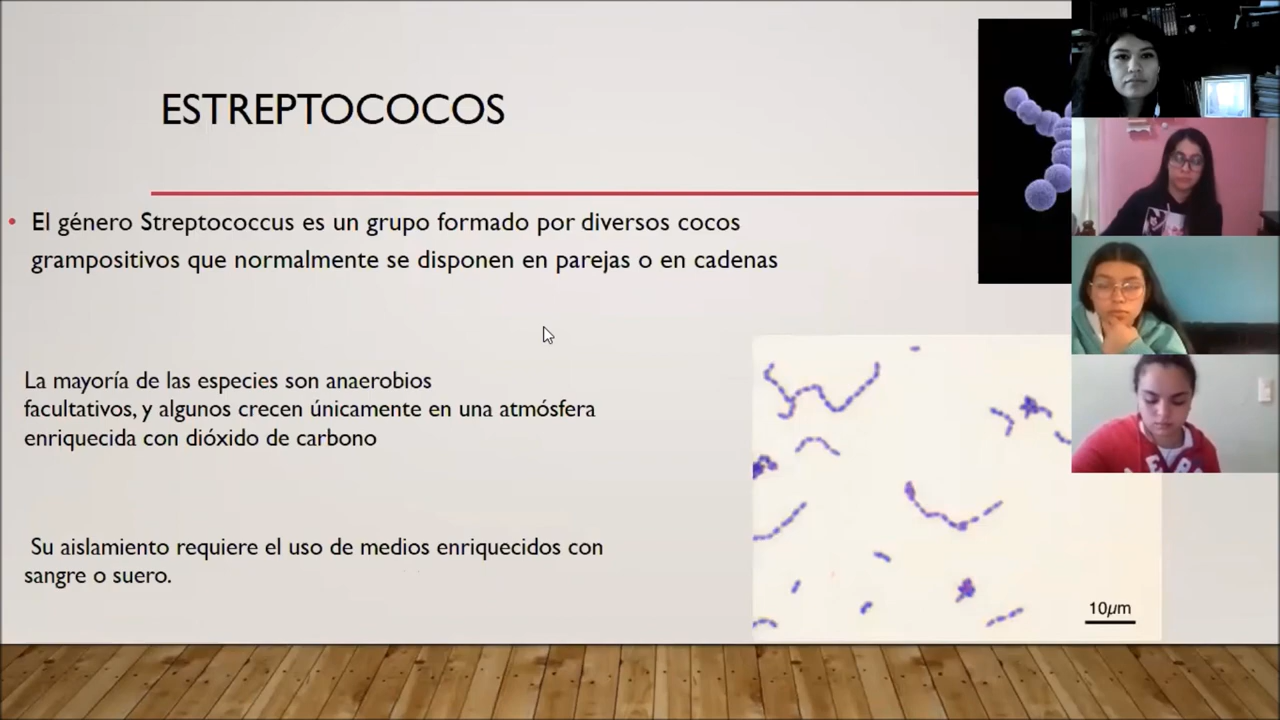 ESTREPTOCOCOS
• El género Streptococcus es un grupo formado por diversos cocos
grampositivos que normalmente se disponen en parejas o en cadenas
La mayoría de las especies son anaerobios
facultativos, y algunos crecen únicamente en una atmósfera
enriquecida con dióxido de carbono
Su aislamiento requiere el uso de medios enriquecidos con
sangre o suero.
10µm